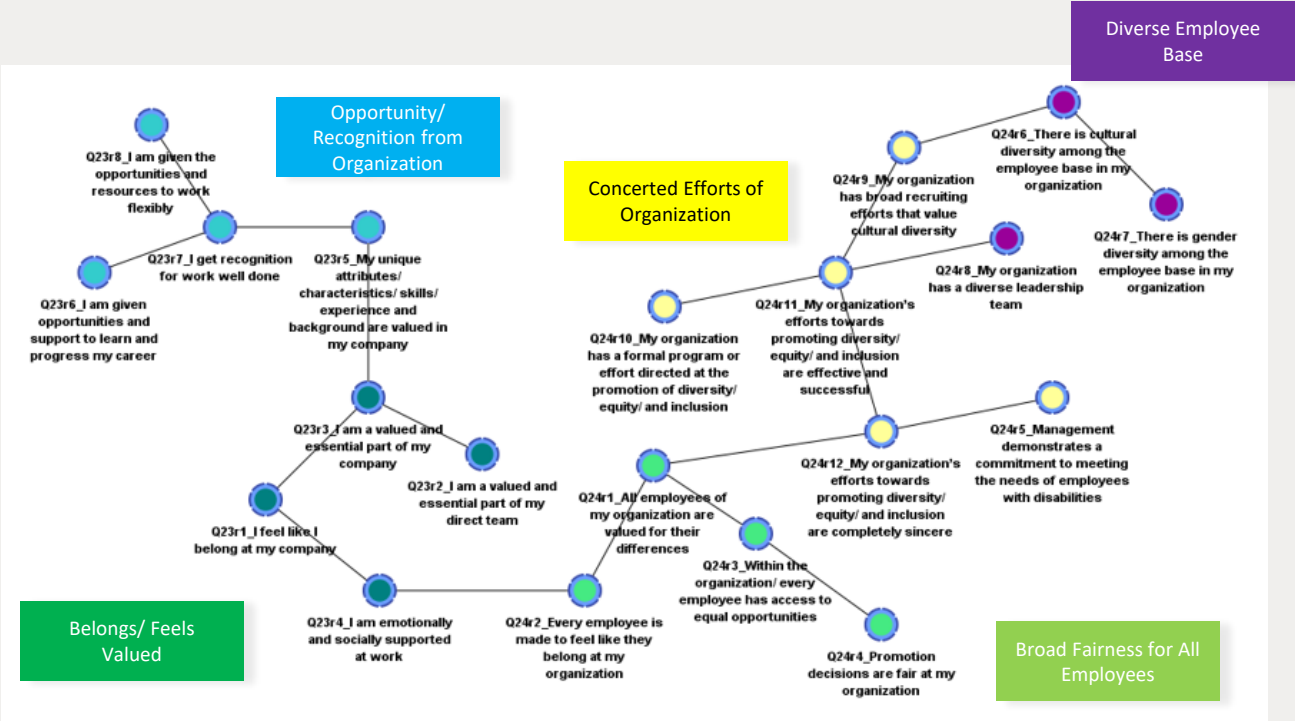 Diverse Employee
Base
Opportunity/
Recognition from
Organization
Concerted Efforts of
Organization
Q23r8_I am given the
opportunities and
resources to work
flexibly
Q24r6_There is cultural
diversity among the
employee base in my
organization
Q24r9_My organization
has broad recruiting
efforts that value
cultural diversity
Q24r7_There is gender
diversity among the
employee base in my
organization
Q23r7_I get recognition
for work well done
Q23r5_My unique
attributes/
characteristics/ skills/
experience and
background are valued in
my company
Q24r8_My organization
has a diverse leadership
team
Q23r6_I am given
opportunities and
support to learn and
progress my career
Q24r11_My organization's
efforts towards
promoting diversity/
equity/ and inclusion
are effective and
successful
Q24r10_My organization
has a formal program or
effort directed at the
promotion of diversity/
equity/ and inclusion
Q23r3_I am a valued and
essential part of my
company
Q24r5_Management
demonstrates a
commitment to meeting
the needs of employees
with disabilities
Q24r12_My organization's
efforts towards
promoting diversity/
equity/ and inclusion
are completely sincere
Q23r2_I am a valued and
essential part of my
direct team
Q24r1_All employees of
my organization are
valued for their
differences
Q23r1_I feel like I
belong at my company
Q24r3_Within the
organization/ every
employee has access to
equal opportunities
Q23r4_I am emotionally
and socially supported
at work
Q24r2_Every employee is
made to feel like they
belong at my
organization
Q24r4_Promotion
decisions are fair at my
organization
Belongs/ Feels
Valued
Broad Fairness for All
Employees